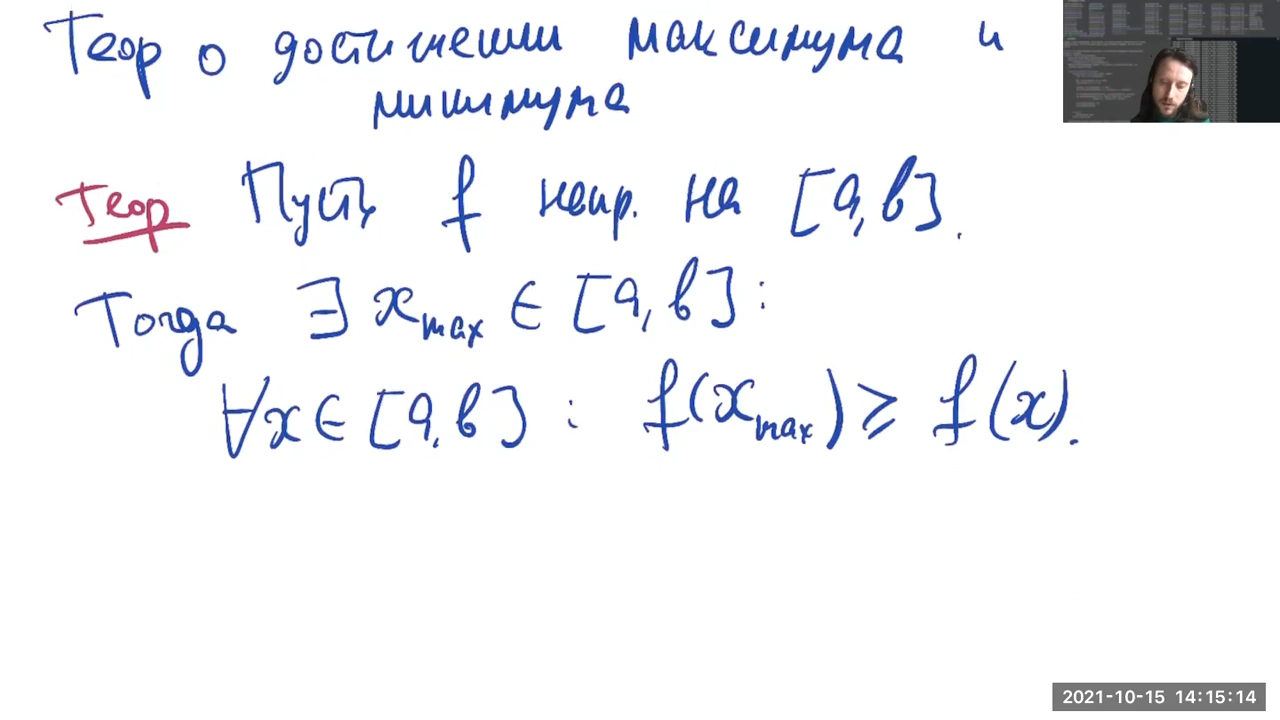 Теор о достижении максимума и
минимума
Теор Пусть f непр. на [a, b].
Тогда ∃ x_max ∈ [a, b] :
∀x ∈ [a, b] : f(x_max) ≥ f(x).
2021-10-15 14:15:14